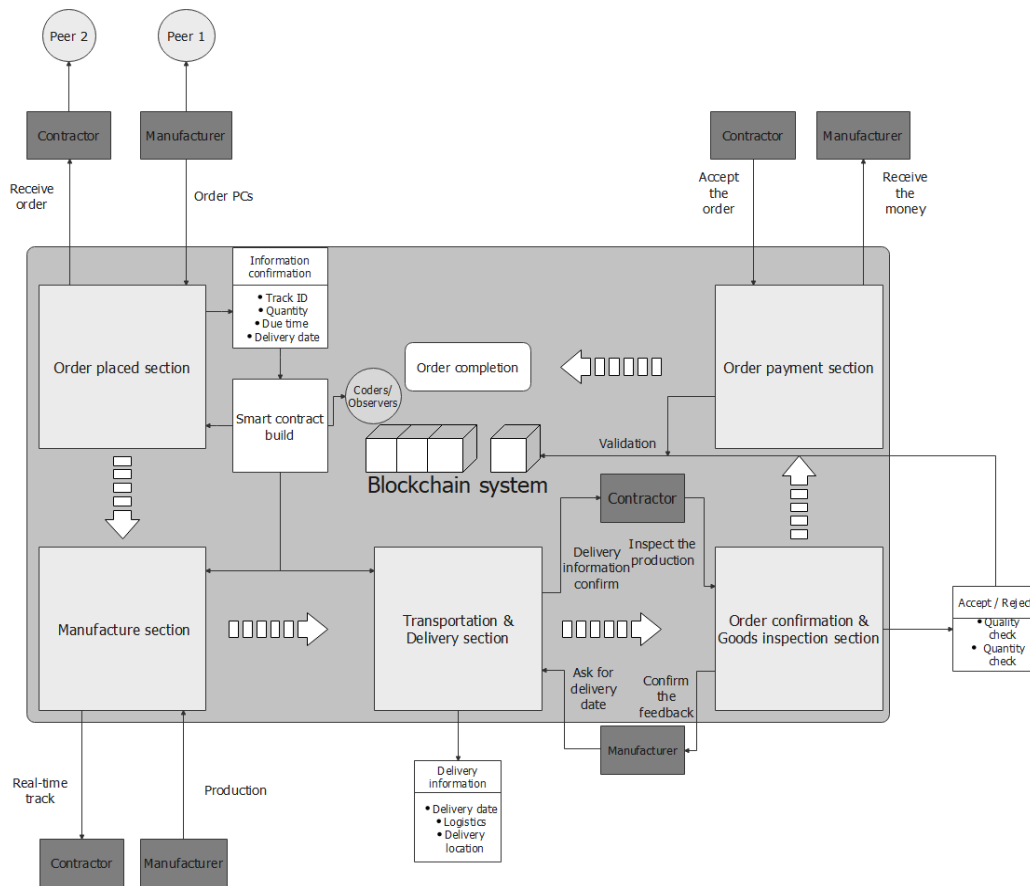 Peer 2
Peer 1
Contractor
Manufacturer
Contractor
Manufacturer
Receive
order
Order PCs
Accept
the
order
Receive
the
money
Information
confirmation
• Track ID
• Quantity
• Due time
• Delivery date
Order placed section
Order completion
Order payment section
Smart contract
build
Coders/
Observers
Validation
Blockchain system
Contractor
Delivery
information
confirm
Inspect the
production
Manufacture section
Transportation &
Delivery section
Order confirmation &
Goods inspection section
Accept / Reject
• Quality
check
• Quantity
check
Ask for
delivery
date
Confirm
the
feedback
Manufacturer
Real-time
track
Production
Delivery
information
• Delivery date
• Logistics
• Delivery
location
Contractor
Manufacturer